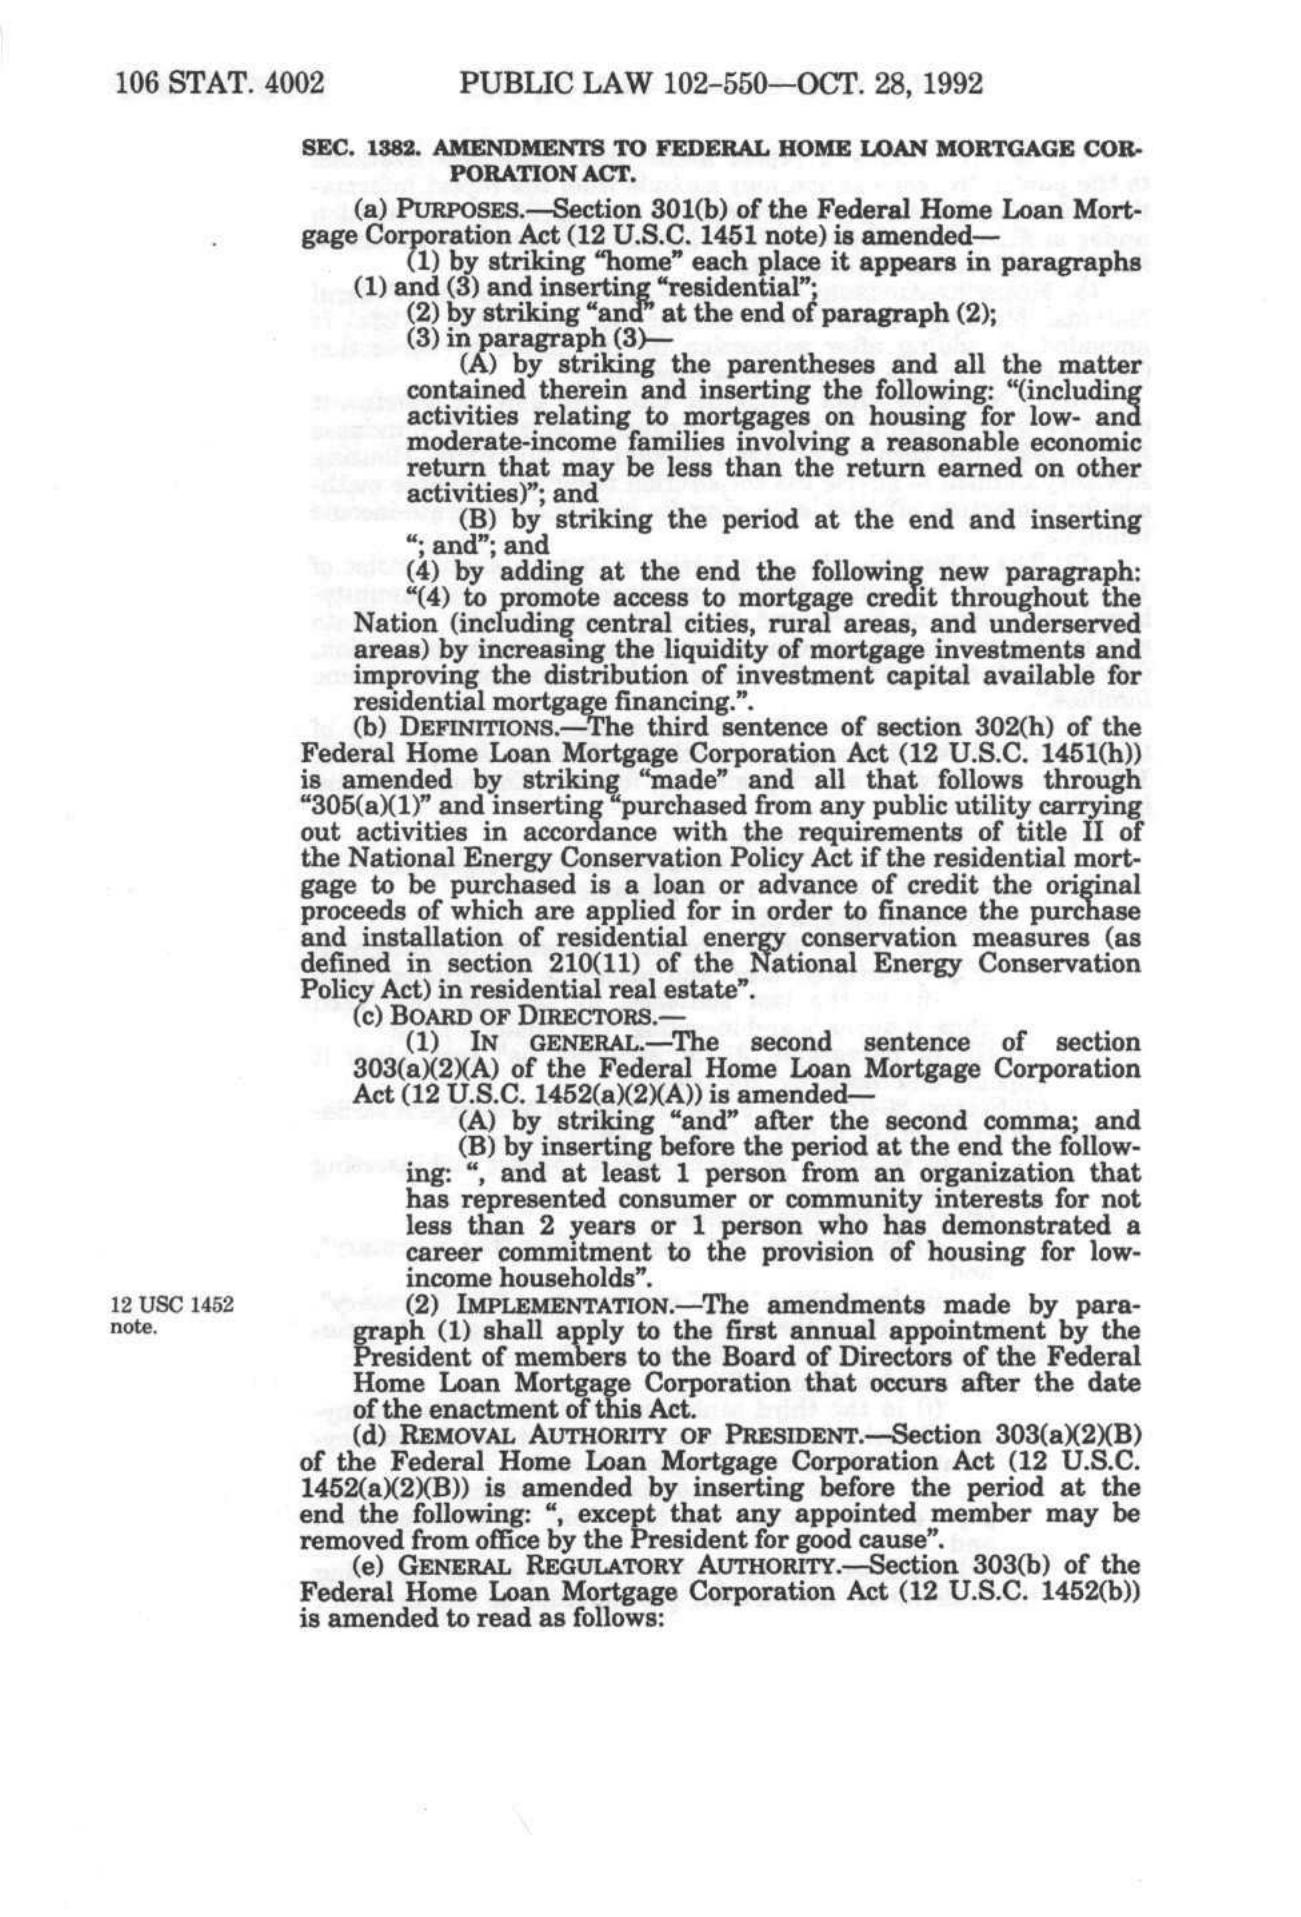 106 STAT. 4002 PUBLIC LAW 102–550—OCT. 28, 1992
SEC. 1382. AMENDMENTS TO FEDERAL HOME LOAN MORTGAGE COR-
PORATION ACT.
(a) PURPOSES.—Section 301(b) of the Federal Home Loan Mort-
gage Corporation Act (12 U.S.C. 1451 note) is amended—
(1) by striking “home” each place it appears in paragraphs
(1) and (3) and inserting “residential”;
(2) by striking “and” at the end of paragraph (2);
(3) in paragraph (3)—
(A) by striking the parentheses and all the matter
contained therein and inserting the following: “(including
activities relating to mortgages on housing for low- and
moderate-income families involving a reasonable economic
return that may be less than the return earned on other
activities)”; and
(B) by striking the period at the end and inserting
“; and”; and
(4) by adding at the end the following new paragraph:
“(4) to promote access to mortgage credit throughout the
Nation (including central cities, rural areas, and underserved
areas) by increasing the liquidity of mortgage investments and
improving the distribution of investment capital available for
residential mortgage financing.”.
(b) DEFINITIONS.—The third sentence of section 302(h) of the
Federal Home Loan Mortgage Corporation Act (12 U.S.C. 1451(h))
is amended by striking “made” and all that follows through
“305(a)(1)” and inserting “purchased from any public utility carrying
out activities in accordance with the requirements of title II of
the National Energy Conservation Policy Act if the residential mort-
gage to be purchased is a loan or advance of credit the original
proceeds of which are applied for in order to finance the purchase
and installation of residential energy conservation measures (as
defined in section 210(11) of the National Energy Conservation
Policy Act) in residential real estate”.
(c) BOARD OF DIRECTORS.—
(1) IN GENERAL.—The second sentence of section
303(a)(2)(A) of the Federal Home Loan Mortgage Corporation
Act (12 U.S.C. 1452(a)(2)(A)) is amended—
(A) by striking “and” after the second comma; and
(B) by inserting before the period at the end the follow-
ing: “, and at least 1 person from an organization that
has represented consumer or community interests for not
less than 2 years or 1 person who has demonstrated a
career commitment to the provision of housing for low-
income households”.
12 USC 1452
note.
(2) IMPLEMENTATION.—The amendments made by para-
graph (1) shall apply to the first annual appointment by the
President of members to the Board of Directors of the Federal
Home Loan Mortgage Corporation that occurs after the date
of the enactment of this Act.
(d) REMOVAL AUTHORITY OF PRESIDENT.—Section 303(a)(2)(B)
of the Federal Home Loan Mortgage Corporation Act (12 U.S.C.
1452(a)(2)(B)) is amended by inserting before the period at the
end the following: “, except that any appointed member may be
removed from office by the President for good cause”.
(e) GENERAL REGULATORY AUTHORITY.—Section 303(b) of the
Federal Home Loan Mortgage Corporation Act (12 U.S.C. 1452(b))
is amended to read as follows: